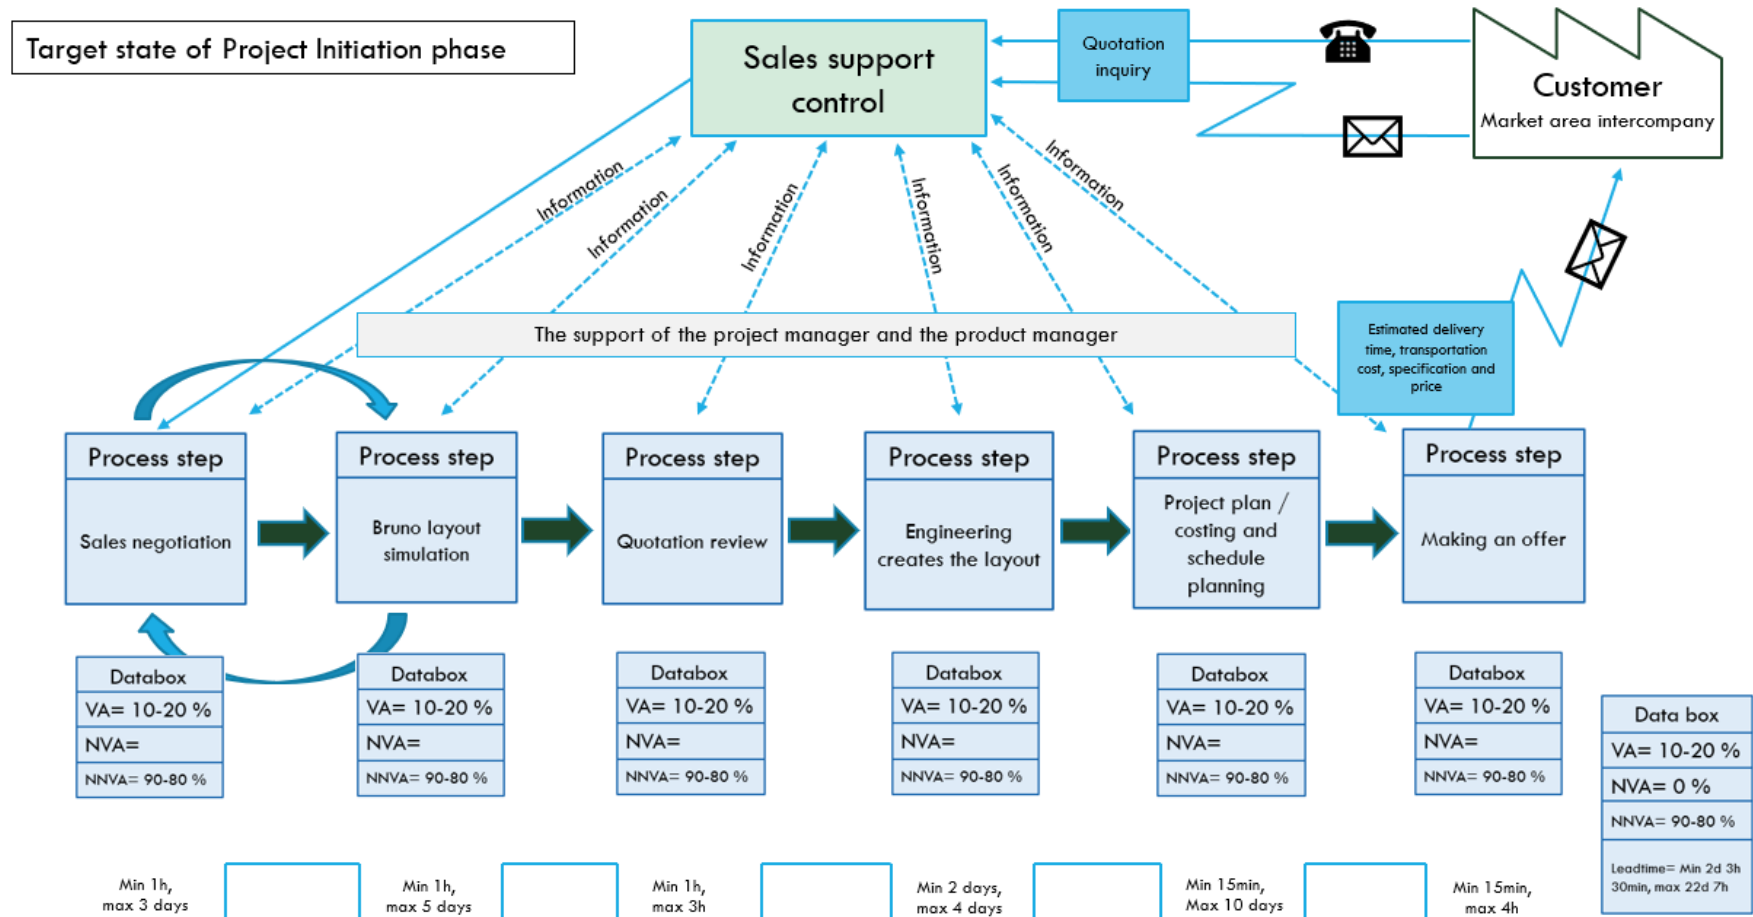 Target state of Project Initiation phase
Sales support
control
Quotation
inquiry
Customer
Market area intercompany
Information
Information
Information
Information
Information
Information
The support of the project manager and the product manager
Estimated delivery
time, transportation
cost, specification and
price
Process step
Sales negotiation
Process step
Bruno layout
simulation
Process step
Quotation review
Process step
Engineering
creates the layout
Process step
Project plan /
costing and
schedule
planning
Process step
Making an offer
Databox
VA= 10-20 %
NVA=
NNVA= 90-80 %
Databox
VA= 10-20 %
NVA=
NNVA= 90-80 %
Databox
VA= 10-20 %
NVA=
NNVA= 90-80 %
Databox
VA= 10-20 %
NVA=
NNVA= 90-80 %
Databox
VA= 10-20 %
NVA=
NNVA= 90-80 %
Databox
VA= 10-20 %
NVA=
NNVA= 90-80 %
Data box
VA= 10-20 %
NVA= 0 %
NNVA= 90-80 %
Leadtime= Min 2d 3h
30min, max 22d 7h
Min 1h,
max 3 days
Min 1h,
max 5 days
Min 1h,
max 3h
Min 2 days,
max 4 days
Min 15min,
Max 10 days
Min 15min,
max 4h